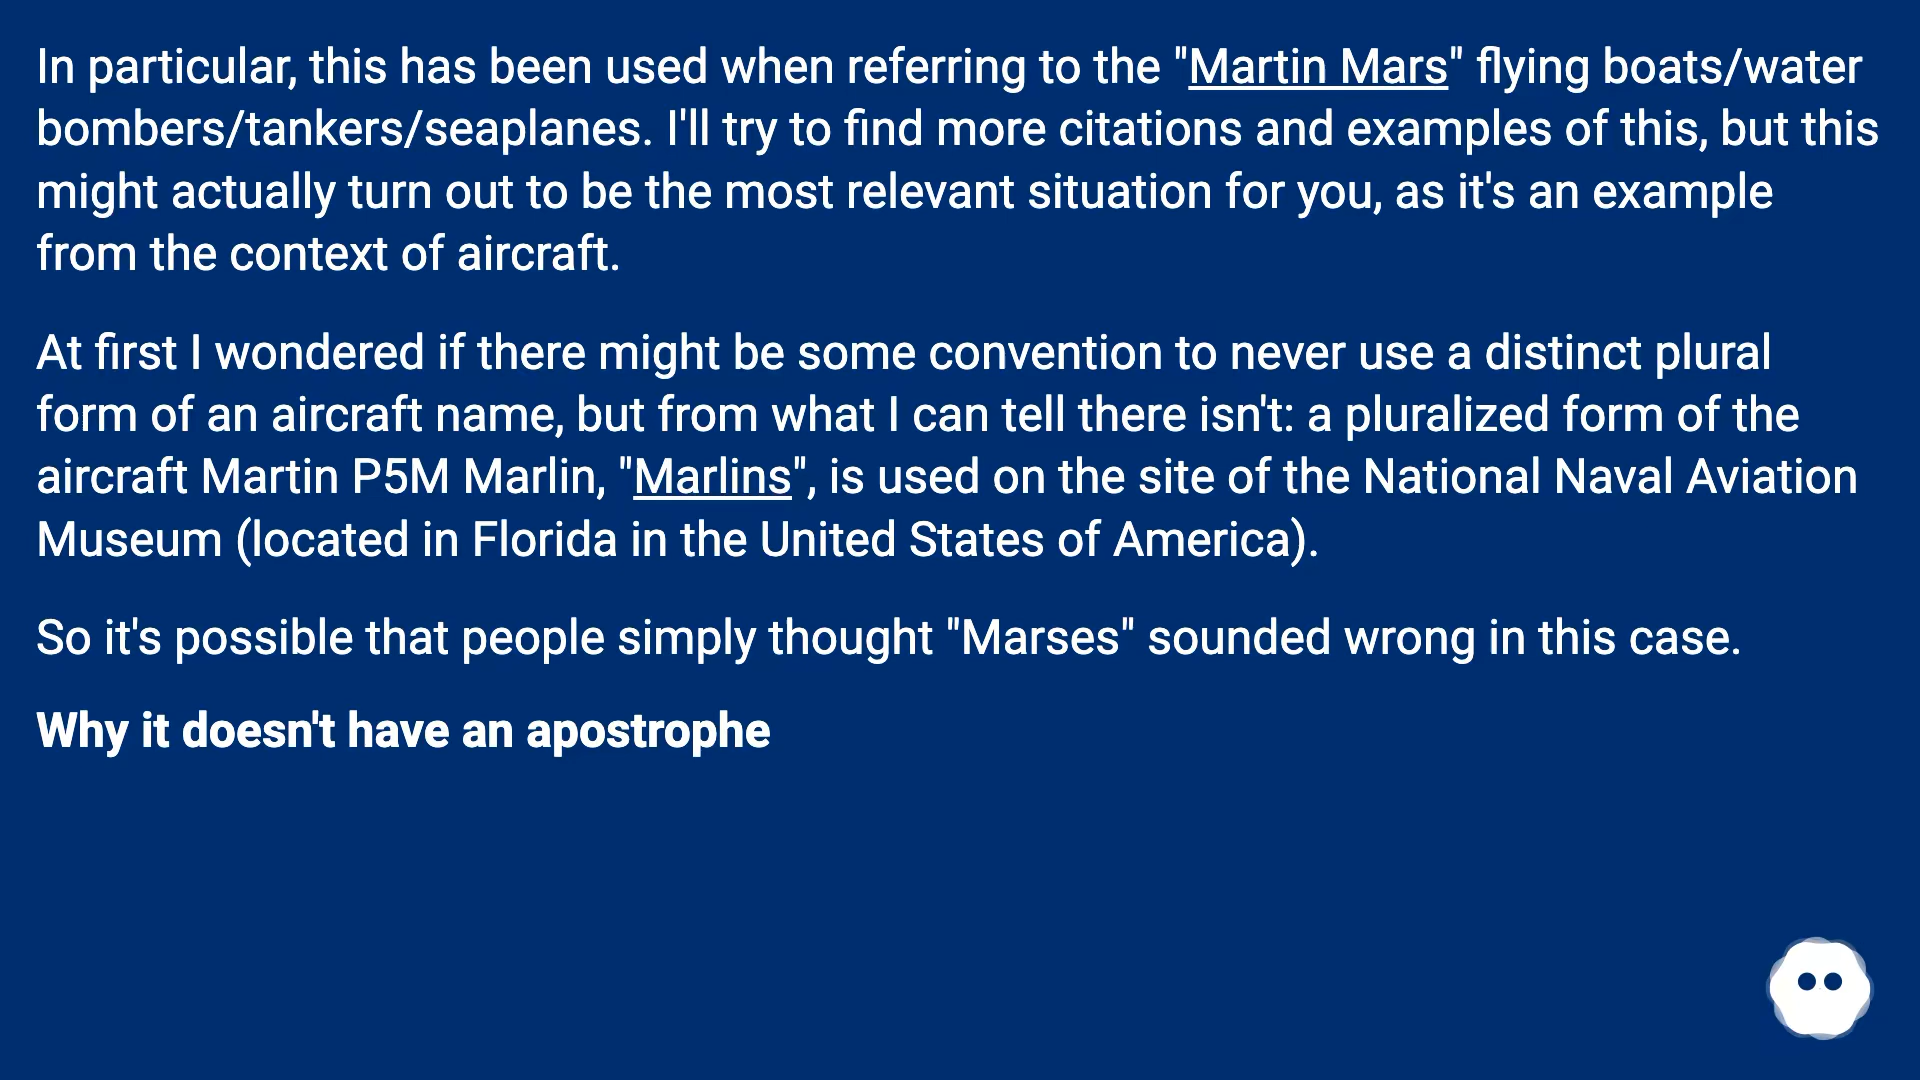 In particular, this has been used when referring to the "Martin Mars" flying boats/water
bombers/tankers/seaplanes. I'll try to find more citations and examples of this, but this
might actually turn out to be the most relevant situation for you, as it's an example
from the context of aircraft.
At first I wondered if there might be some convention to never use a distinct plural
form of an aircraft name, but from what I can tell there isn't: a pluralized form of the
aircraft Martin P5M Marlin, "Marlins", is used on the site of the National Naval Aviation
Museum (located in Florida in the United States of America).
So it's possible that people simply thought "Marses" sounded wrong in this case.
Why it doesn't have an apostrophe